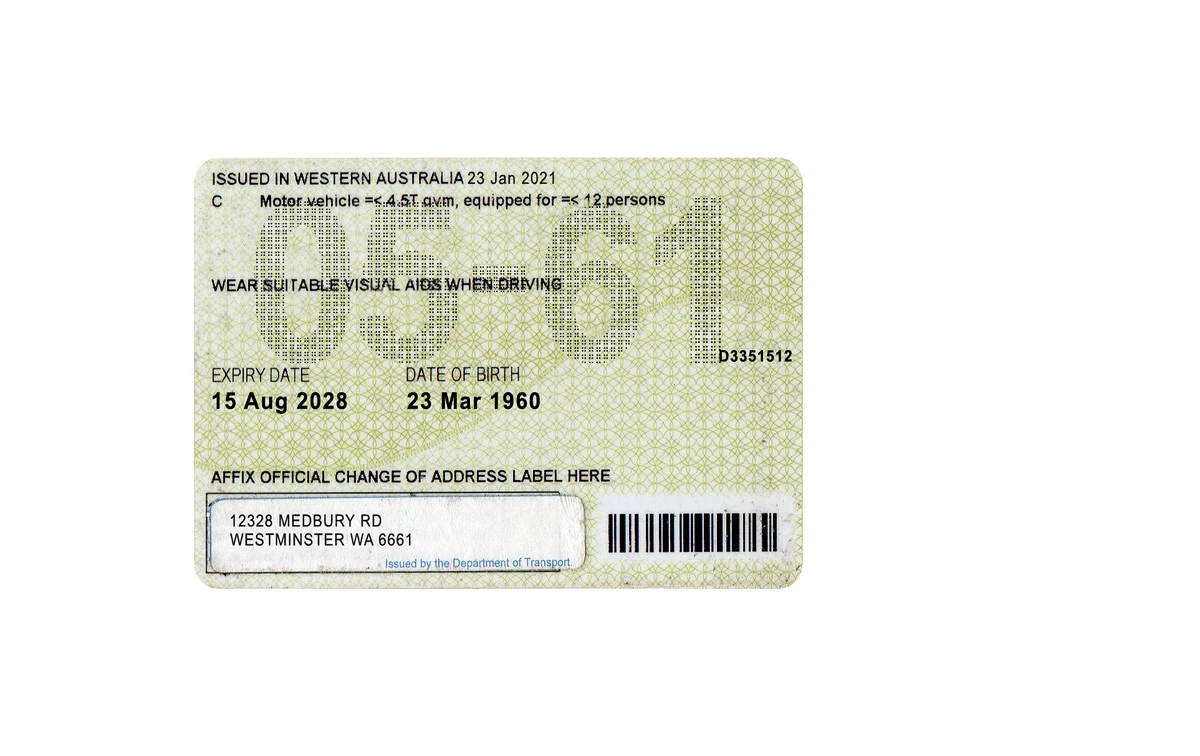 ISSUED IN WESTERN AUSTRALIA 23 Jan 2021
C Motor vehicle =< 4.5T gvm, equipped for =< 12 persons
05-61
WEAR SUITABLE VISUAL AIDS WHEN DRIVING
D3351512
EXPIRY DATE DATE OF BIRTH
15 Aug 2028 23 Mar 1960
AFFIX OFFICIAL CHANGE OF ADDRESS LABEL HERE
12328 MEDBURY RD
WESTMINSTER WA 6661
Issued by the Department of Transport.